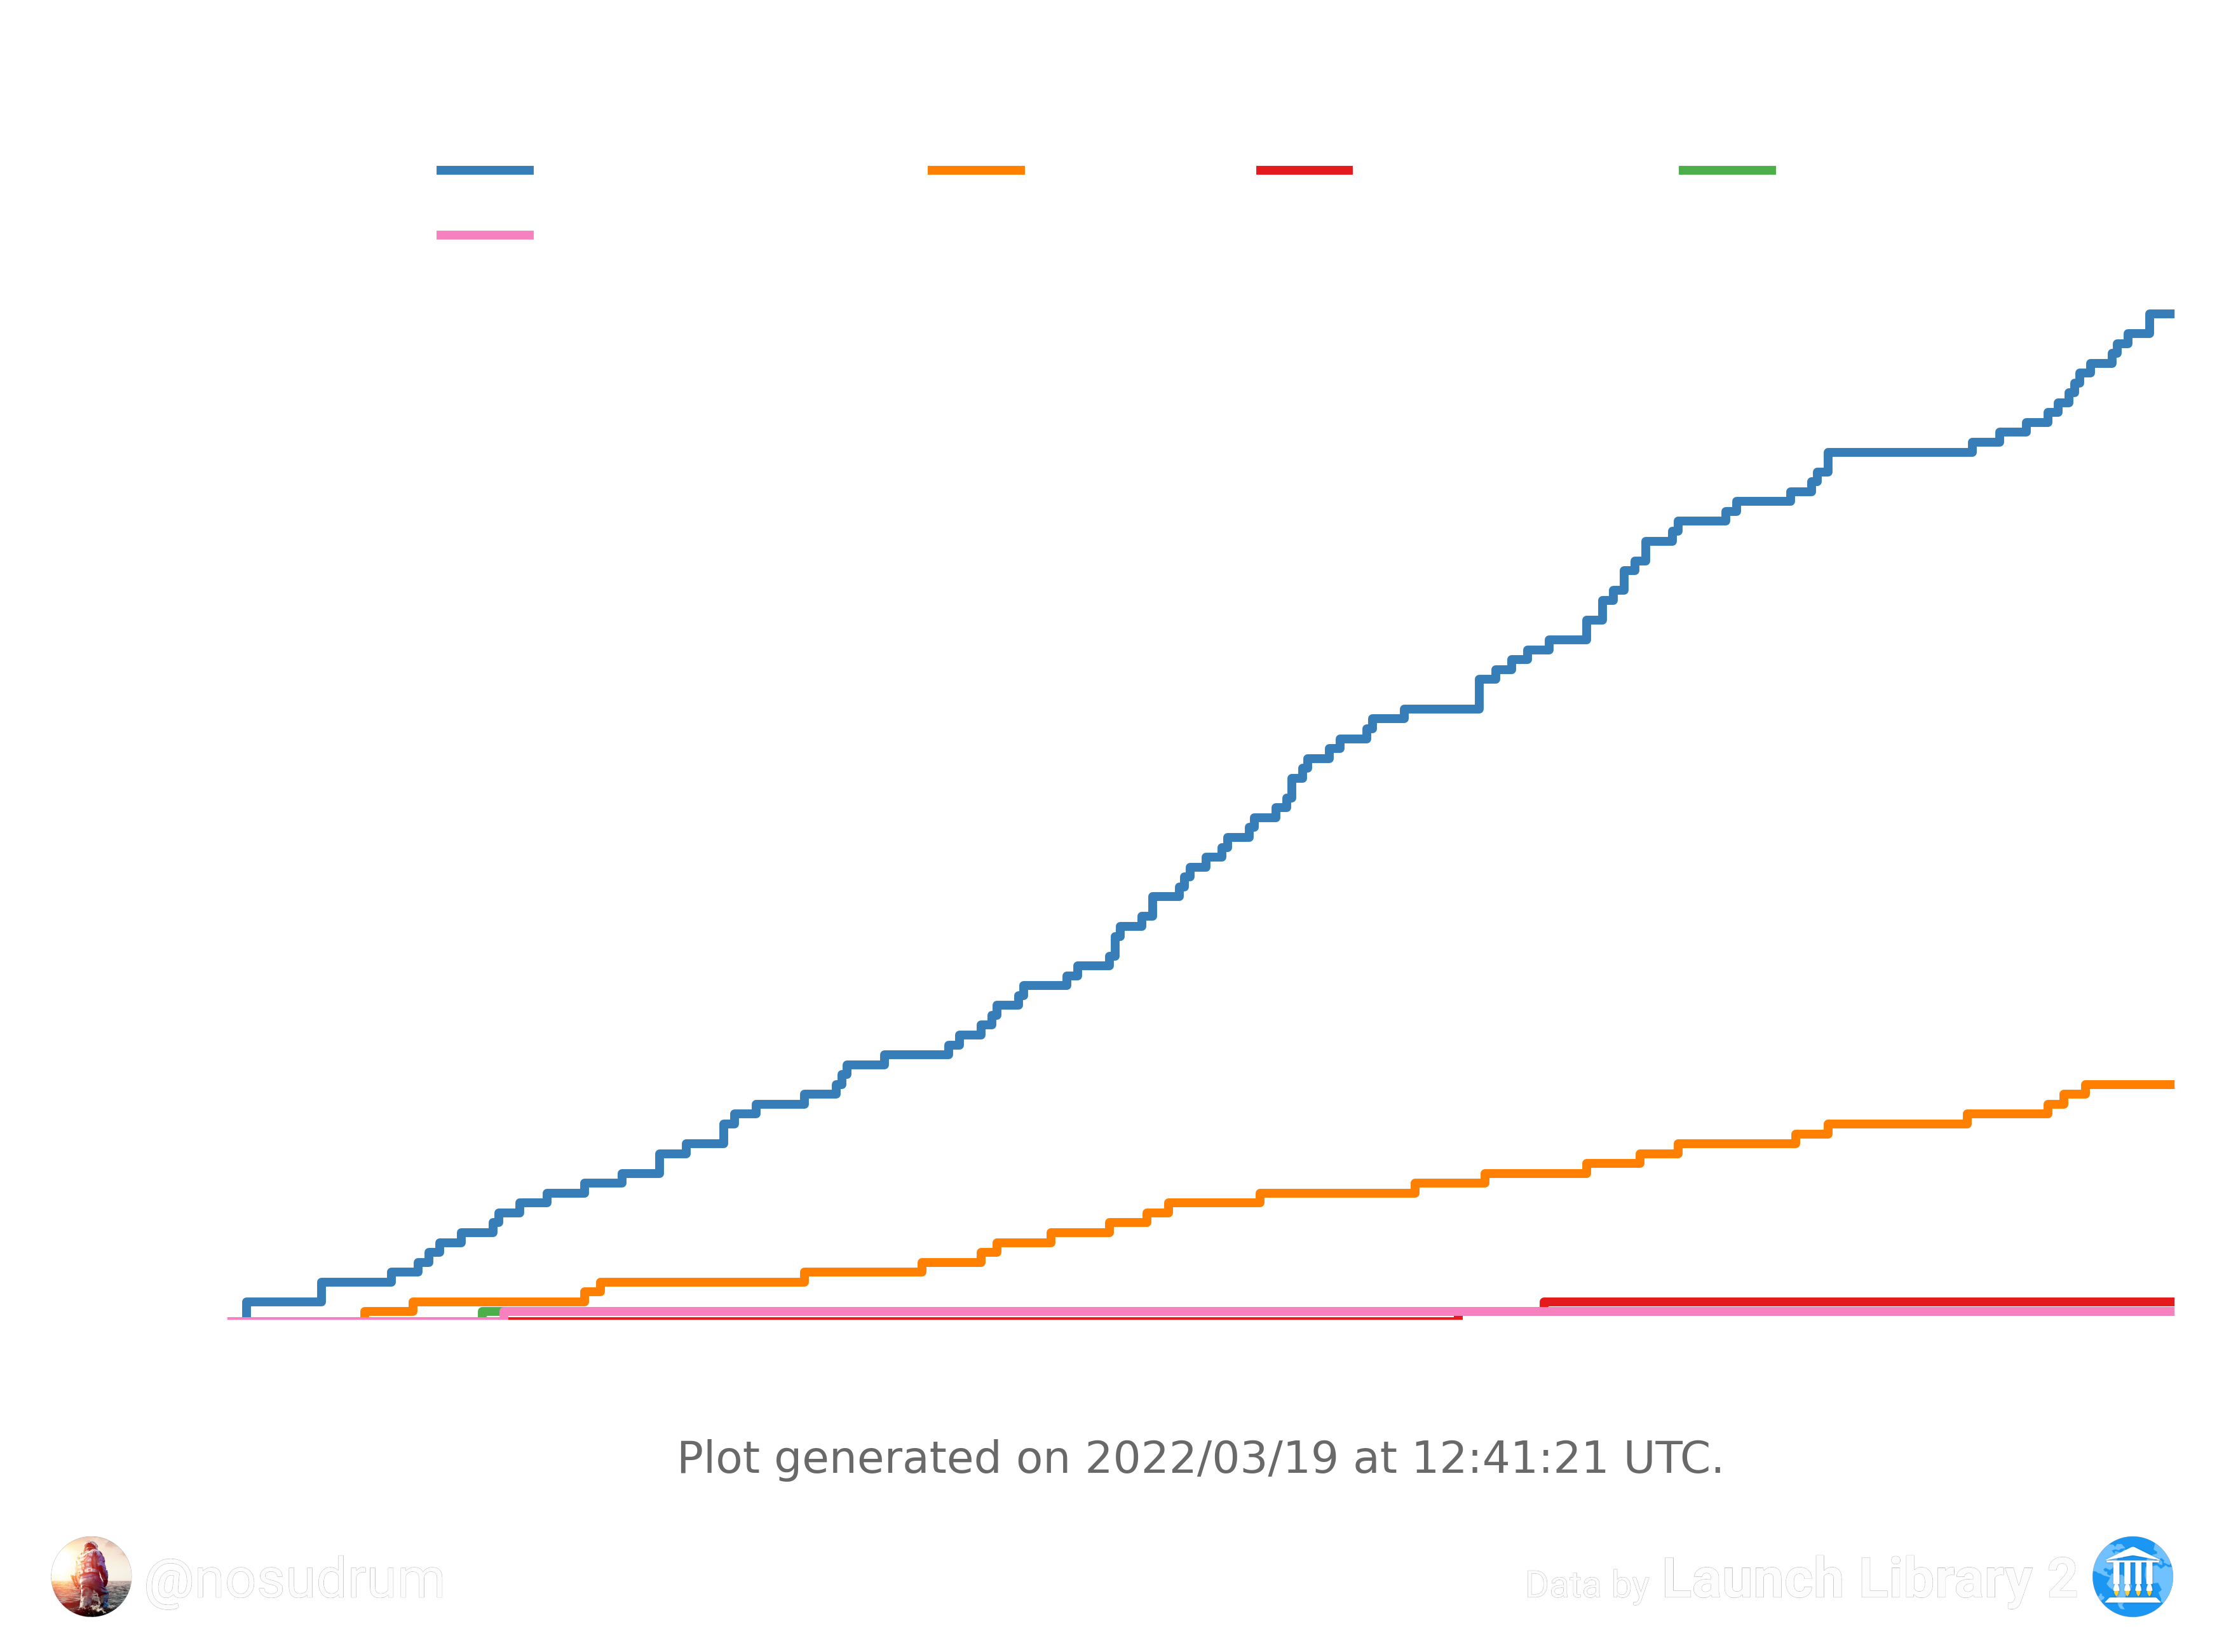 Plot generated on 2022/03/19 at 12:41:21 UTC.
@nosudrum
Data by Launch Library 2